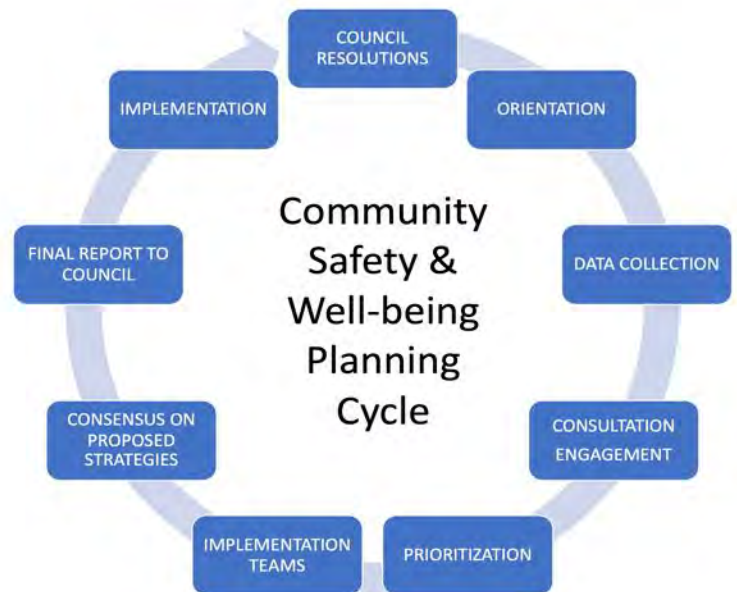 COUNCIL
RESOLUTIONS
ORIENTATION
DATA COLLECTION
CONSULTATION
ENGAGEMENT
PRIORITIZATION
IMPLEMENTATION
TEAMS
CONSENSUS ON
PROPOSED
STRATEGIES
FINAL REPORT TO
COUNCIL
IMPLEMENTATION
Community
Safety &
Well-being
Planning
Cycle